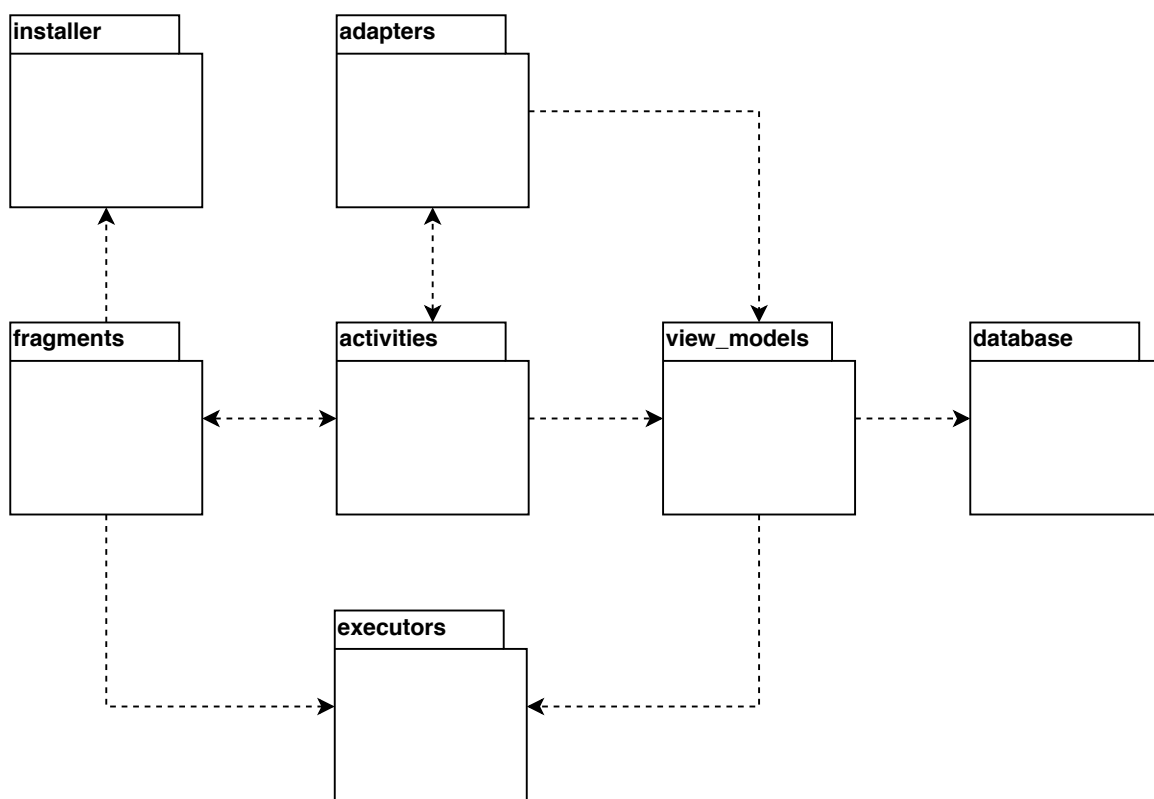 installer
adapters
fragments
activities
view_models
database
executors